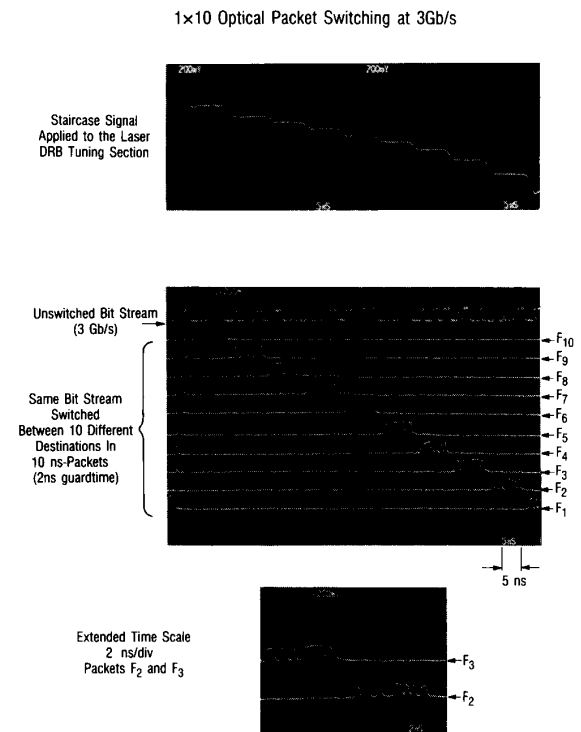 1×10 Optical Packet Switching at 3Gb/s
Staircase Signal
Applied to the Laser
DRB Tuning Section
200mV
200mV
5nS
5nS
Unswitched Bit Stream
(3 Gb/s)
Same Bit Stream
Switched
Between 10 Different
Destinations In
10 ns-Packets
(2ns guardtime)
F10
F9
F8
F7
F6
F5
F4
F3
F2
F1
5nS
5 ns
Extended Time Scale
2 ns/div
Packets F2 and F3
F3
F2
2nS